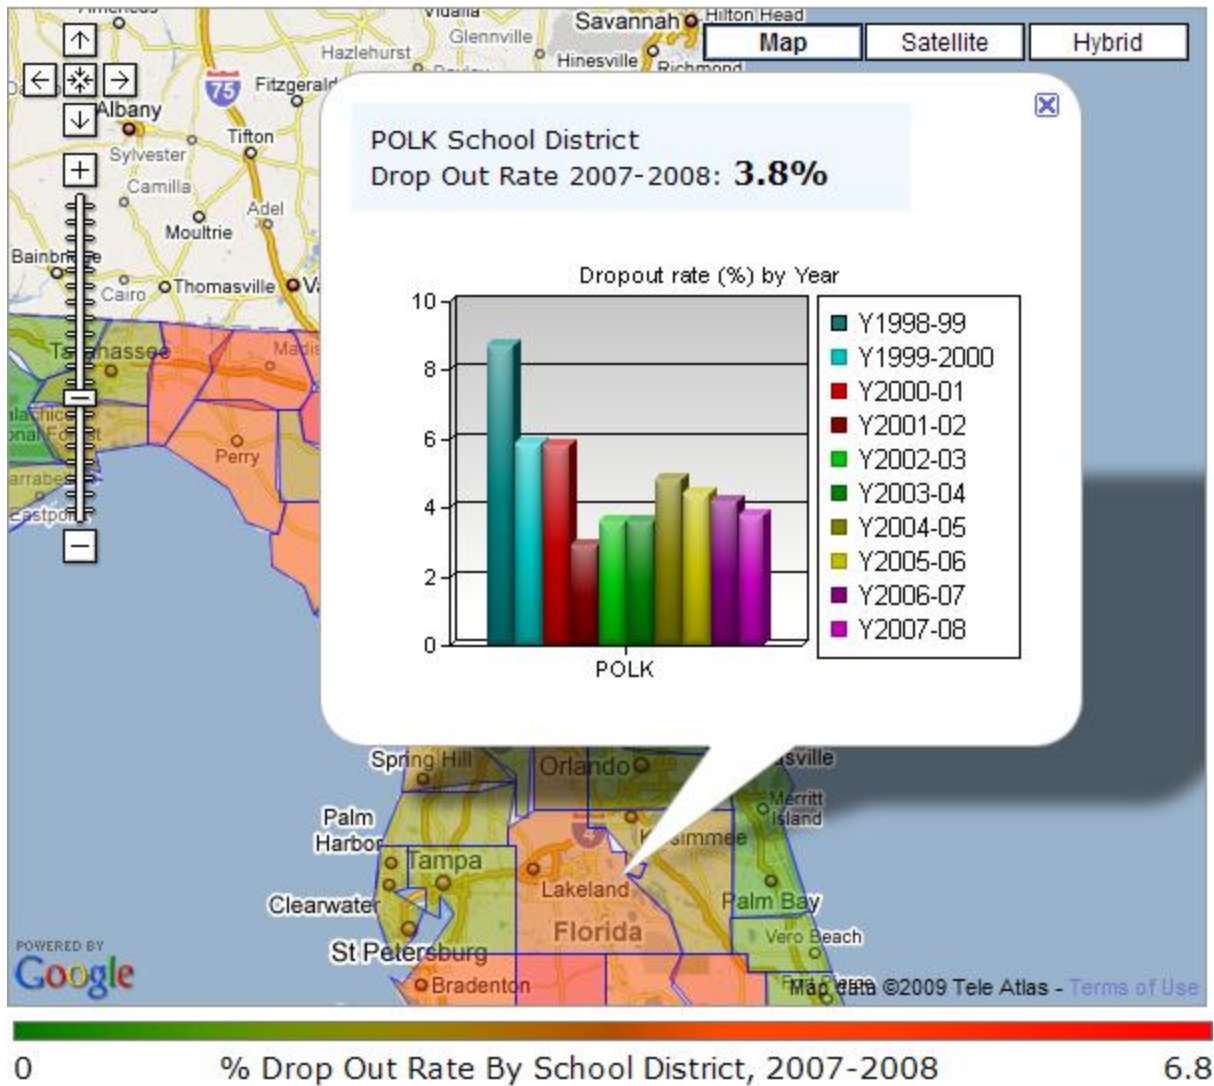 Vidalia
Savannah
Hilton Head
Glennville
Hazlehurst
Hinesville
Richmond
Map
Satellite
Hybrid
75
Fitzgerald
Albany
Tifton
Sylvester
Camilla
Adel
Moultrie
Cairo
Thomasville
POLK School District
Drop Out Rate 2007-2008: 3.8%
Dropout rate (%) by Year
10
8
6
4
2
0
POLK
Y1998-99
Y1999-2000
Y2000-01
Y2001-02
Y2002-03
Y2003-04
Y2004-05
Y2005-06
Y2006-07
Y2007-08
Perry
Spring Hill
Orlando
sville
Merritt
Island
Palm
Harbor
4
Tampa
Lakeland
Clearwater
Palm Bay
Florida
St Petersburg
Vero Beach
Bradenton
POWERED BY
Google
Map data ©2009 Tele Atlas - Terms of Use
0
% Drop Out Rate By School District, 2007-2008
6.8